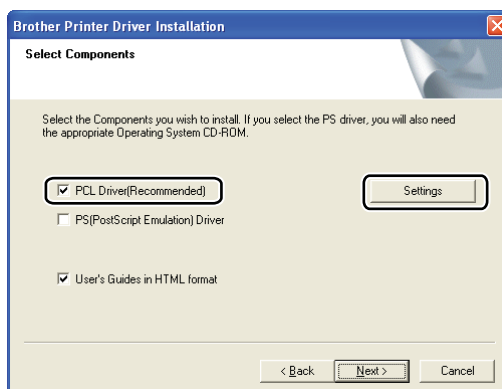 Brother Printer Driver Installation
Select Components
Select the Components you wish to install. If you select the PS driver, you will also need
the appropriate Operating System CD-ROM.
PCL Driver(Recommended)
Settings
PS(PostScript Emulation) Driver
User's Guides in HTML format
< Back
Next >
Cancel